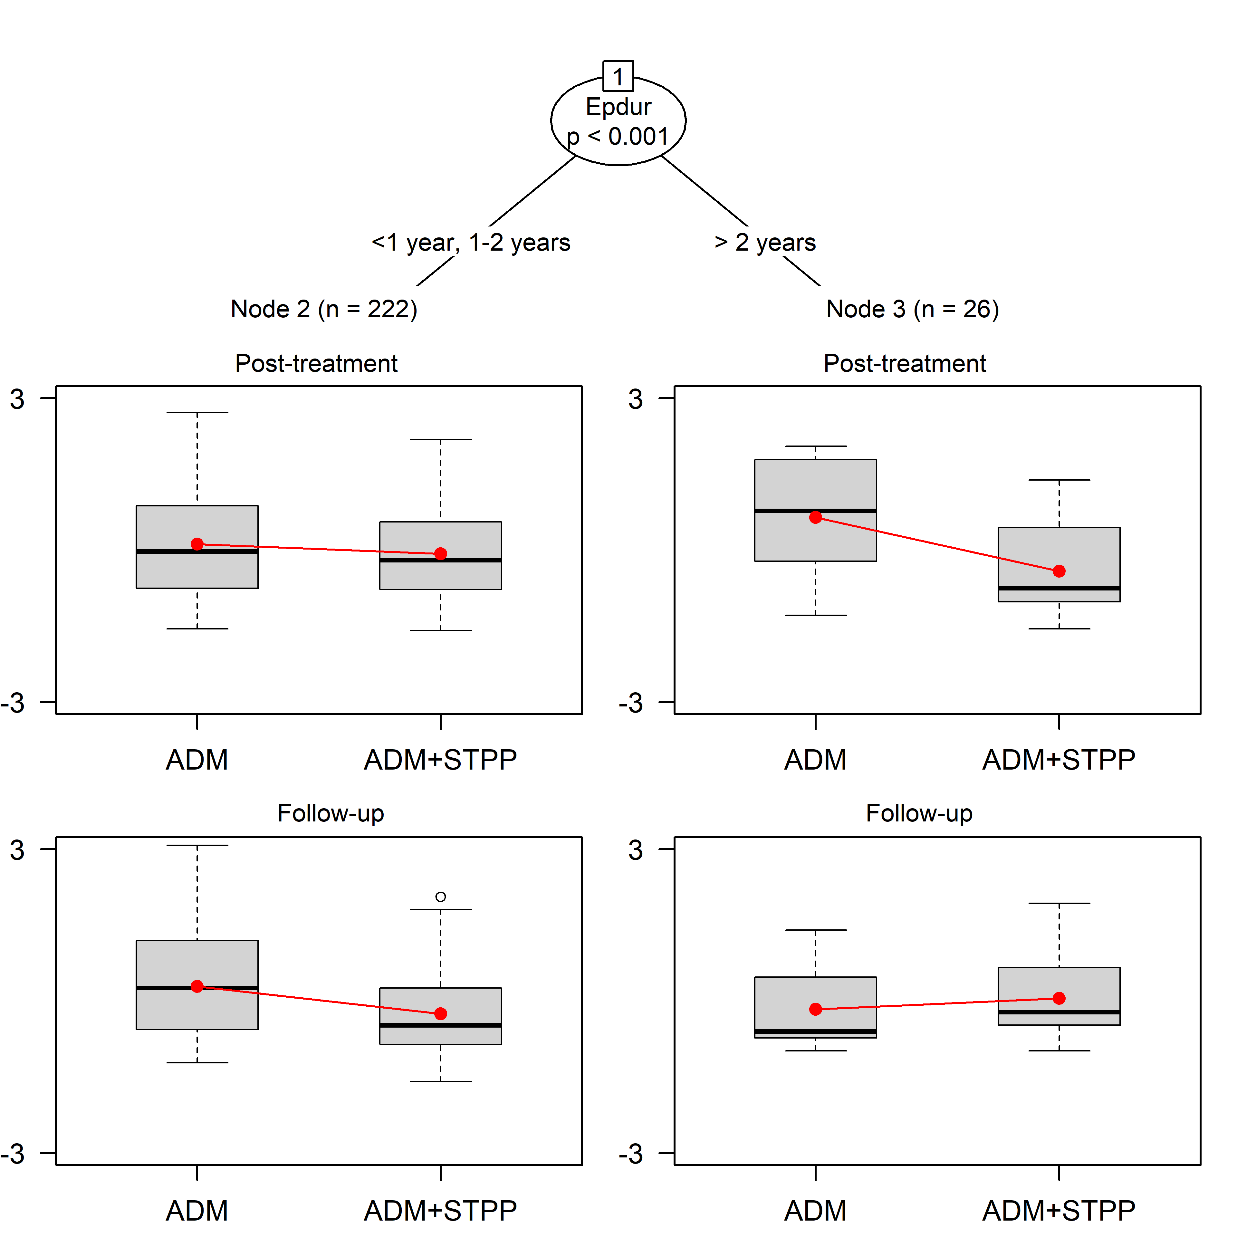 1
Epdur
p < 0.001
<1 year, 1-2 years
> 2 years
Node 2 (n = 222)
Node 3 (n = 26)
Post-treatment
3
-3
ADM
ADM+STPP
Post-treatment
3
-3
ADM
ADM+STPP
Follow-up
3
-3
ADM
ADM+STPP
Follow-up
3
-3
ADM
ADM+STPP